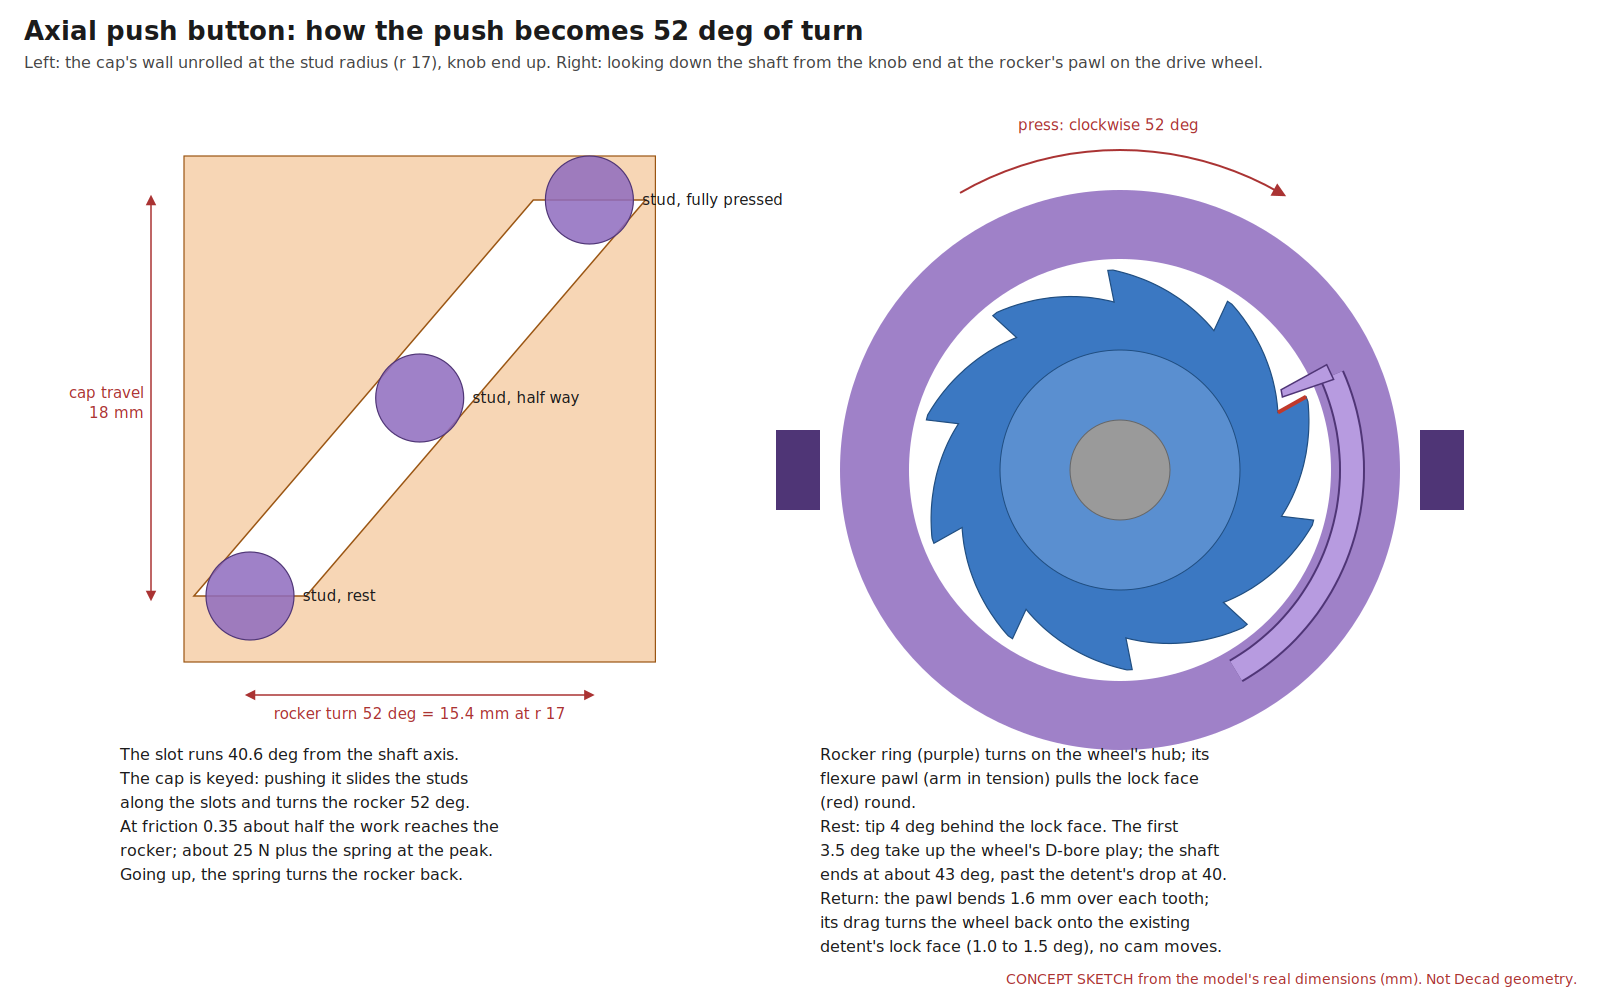 Axial push button: how the push becomes 52 deg of turn
Left: the cap's wall unrolled at the stud radius (r 17), knob end up. Right: looking down the shaft from the knob end at the rocker's pawl on the drive wheel.
press: clockwise 52 deg
stud, fully pressed
cap travel
18 mm
stud, half way
stud, rest
rocker turn 52 deg = 15.4 mm at r 17
The slot runs 40.6 deg from the shaft axis.
The cap is keyed: pushing it slides the studs
along the slots and turns the rocker 52 deg.
At friction 0.35 about half the work reaches the
rocker; about 25 N plus the spring at the peak.
Going up, the spring turns the rocker back.
Rocker ring (purple) turns on the wheel's hub; its
flexure pawl (arm in tension) pulls the lock face
(red) round.
Rest: tip 4 deg behind the lock face. The first
3.5 deg take up the wheel's D-bore play; the shaft
ends at about 43 deg, past the detent's drop at 40.
Return: the pawl bends 1.6 mm over each tooth;
its drag turns the wheel back onto the existing
detent's lock face (1.0 to 1.5 deg), no cam moves.
CONCEPT SKETCH from the model's real dimensions (mm). Not Decad geometry.